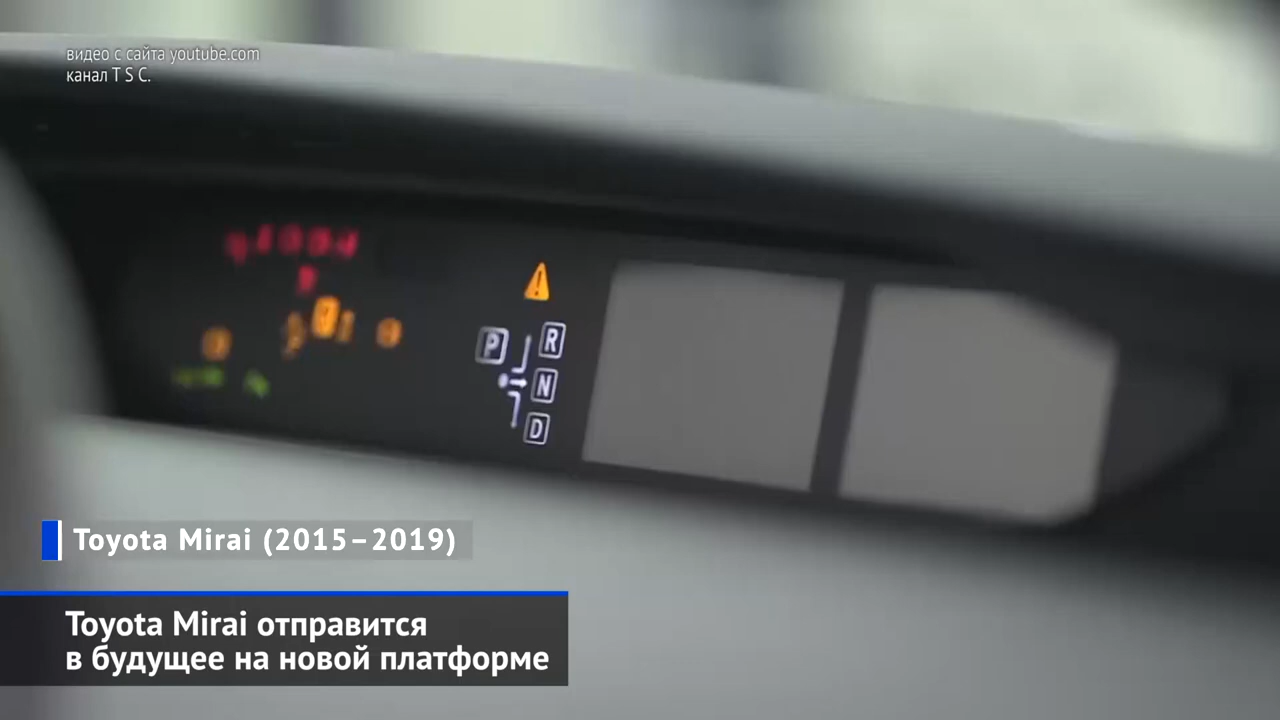 видео с сайта youtube.com
канал T S C.
P
R
N
D
Toyota Mirai (2015–2019)
Toyota Mirai отправится
в будущее на новой платформе